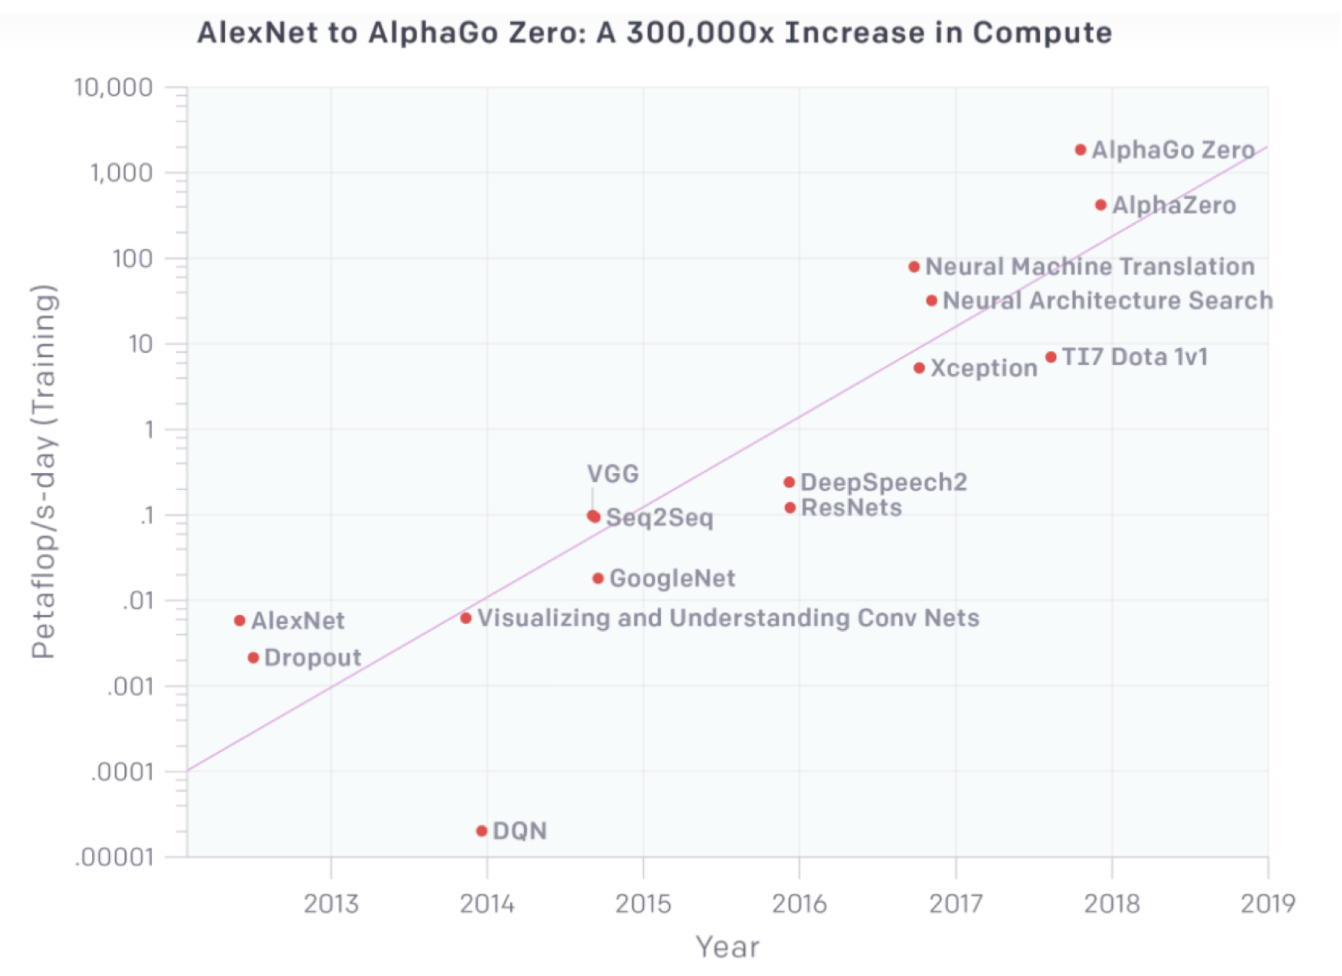 AlexNet to AlphaGo Zero: A 300,000x Increase in Compute
10,000
1,000
100
10
1
.1
.01
.001
.0001
.00001
Petaflop/s-day (Training)
AlphaGo Zero
AlphaZero
Neural Machine Translation
Neural Architecture Search
TI7 Dota 1v1
Xception
VGG
DeepSpeech2
ResNets
Seq2Seq
GoogleNet
Visualizing and Understanding Conv Nets
AlexNet
Dropout
DQN
2013 2014 2015 2016 2017 2018 2019
Year